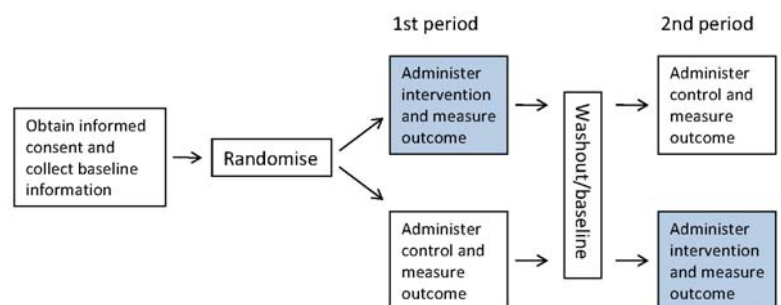 1st period
2nd period
Obtain informed
consent and
collect baseline
information
Randomise
Administer
intervention
and measure
outcome
Administer
control and
measure
outcome
Washout/baseline
Administer
control and
measure
outcome
Administer
intervention
and measure
outcome